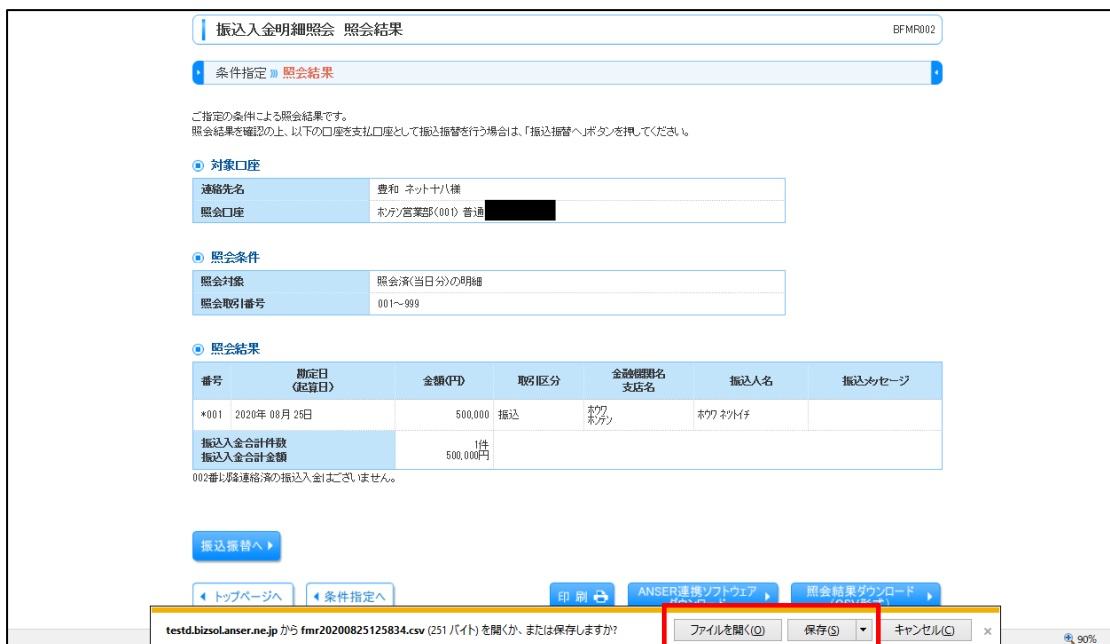 振込入金明細照会 照会結果 BFMR002
条件指定 》 照会結果
ご指定の条件による照会結果です。
照会結果を確認の上、以下の口座を支払口座として振込振替を行う場合は、「振込振替へ」ボタンを押してください。
対象口座
連絡先名 豊和 ネット十八様
照会口座 ホンテン営業部(001) 普通
照会条件
照会対象 照会済(当日分)の明細
照会取引番号 001～999
照会結果
番号 勘定日 金額(円) 取引区分 金融機関名 振込人名 振込メッセージ
(起算日) 支店名
*001 2020年 08月 25日 500,000 振込 ホウワ ホウワ ネットイチ
ホンテン
振込入金合計件数 1件
振込入金合計金額 500,000円
002番以降連絡済の振込入金はございません。
振込振替へ
トップページへ 条件指定へ 印 刷 ANSER連携ソフトウェア 照会結果ダウンロード
ダウンロード (CSV形式)
testd.bizsol.anser.ne.jp から fmr20200825125834.csv (251 バイト) を開くか、または保存しますか? ファイルを開く(O) 保存(S) キャンセル(C) ×
90%